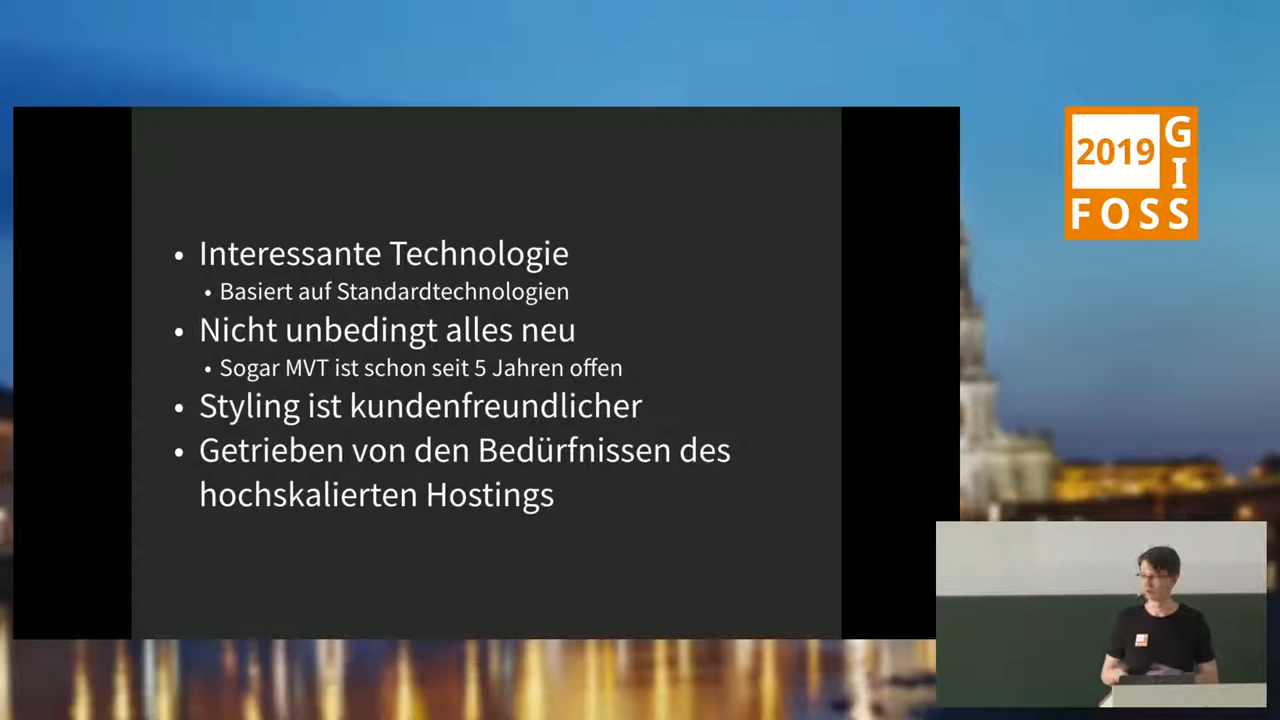 • Interessante Technologie
• Basiert auf Standardtechnologien
• Nicht unbedingt alles neu
• Sogar MVT ist schon seit 5 Jahren offen
• Styling ist kundenfreundlicher
• Getrieben von den Bedürfnissen des
hochskalierten Hostings
2019 G
I
FOSS